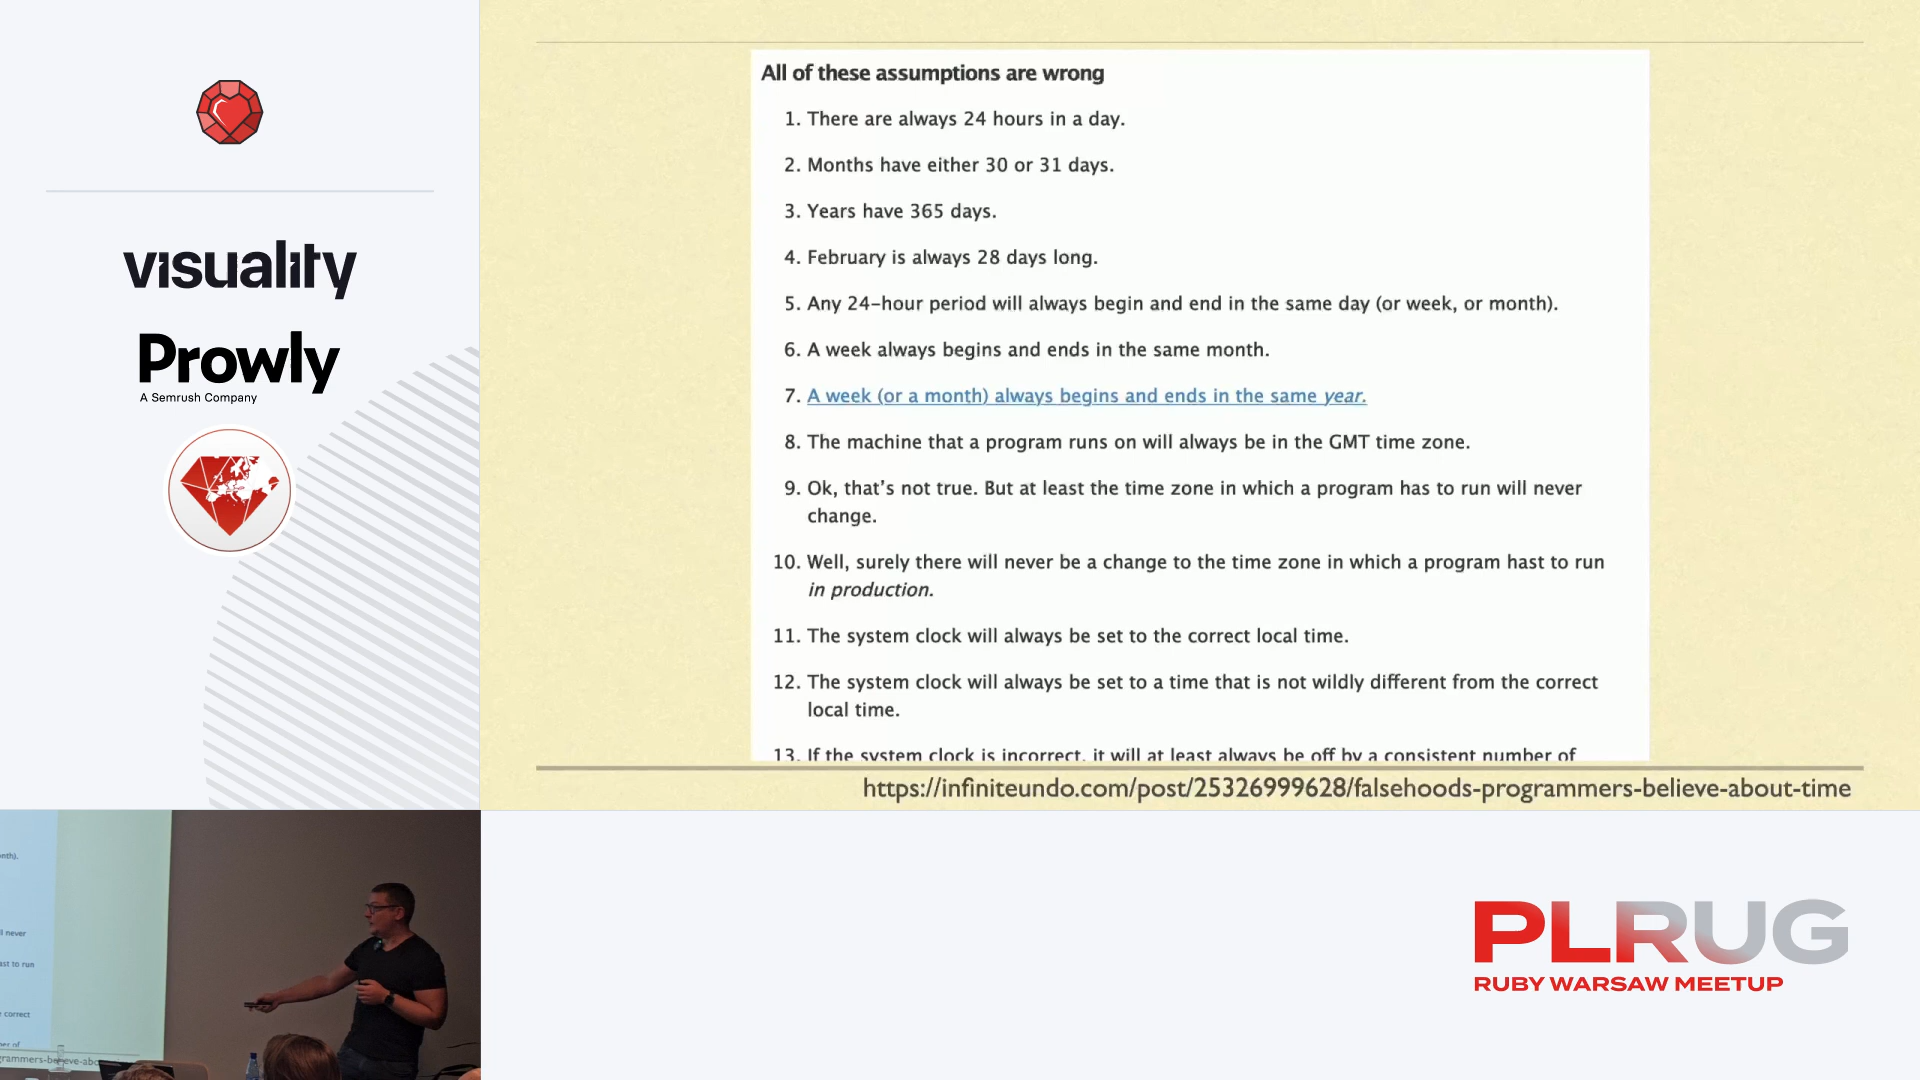 visuality
Prowly
A Semrush Company
All of these assumptions are wrong
1. There are always 24 hours in a day.
2. Months have either 30 or 31 days.
3. Years have 365 days.
4. February is always 28 days long.
5. Any 24-hour period will always begin and end in the same day (or week, or month).
6. A week always begins and ends in the same month.
7. A week (or a month) always begins and ends in the same year.
8. The machine that a program runs on will always be in the GMT time zone.
9. Ok, that's not true. But at least the time zone in which a program has to run will never
change.
10. Well, surely there will never be a change to the time zone in which a program hast to run
in production.
11. The system clock will always be set to the correct local time.
12. The system clock will always be set to a time that is not wildly different from the correct
local time.
13. If the system clock is incorrect, it will at least always be off by a consistent number of
https://infiniteundo.com/post/25326999628/falsehoods-programmers-believe-about-time
onth).
ll never
ast to run
correct
grammers-believe-abo
PLRUG
RUBY WARSAW MEETUP